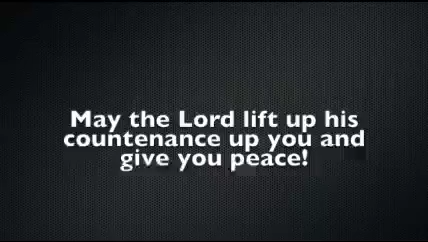 May the Lord lift up his
countenance up you and
give you peace!